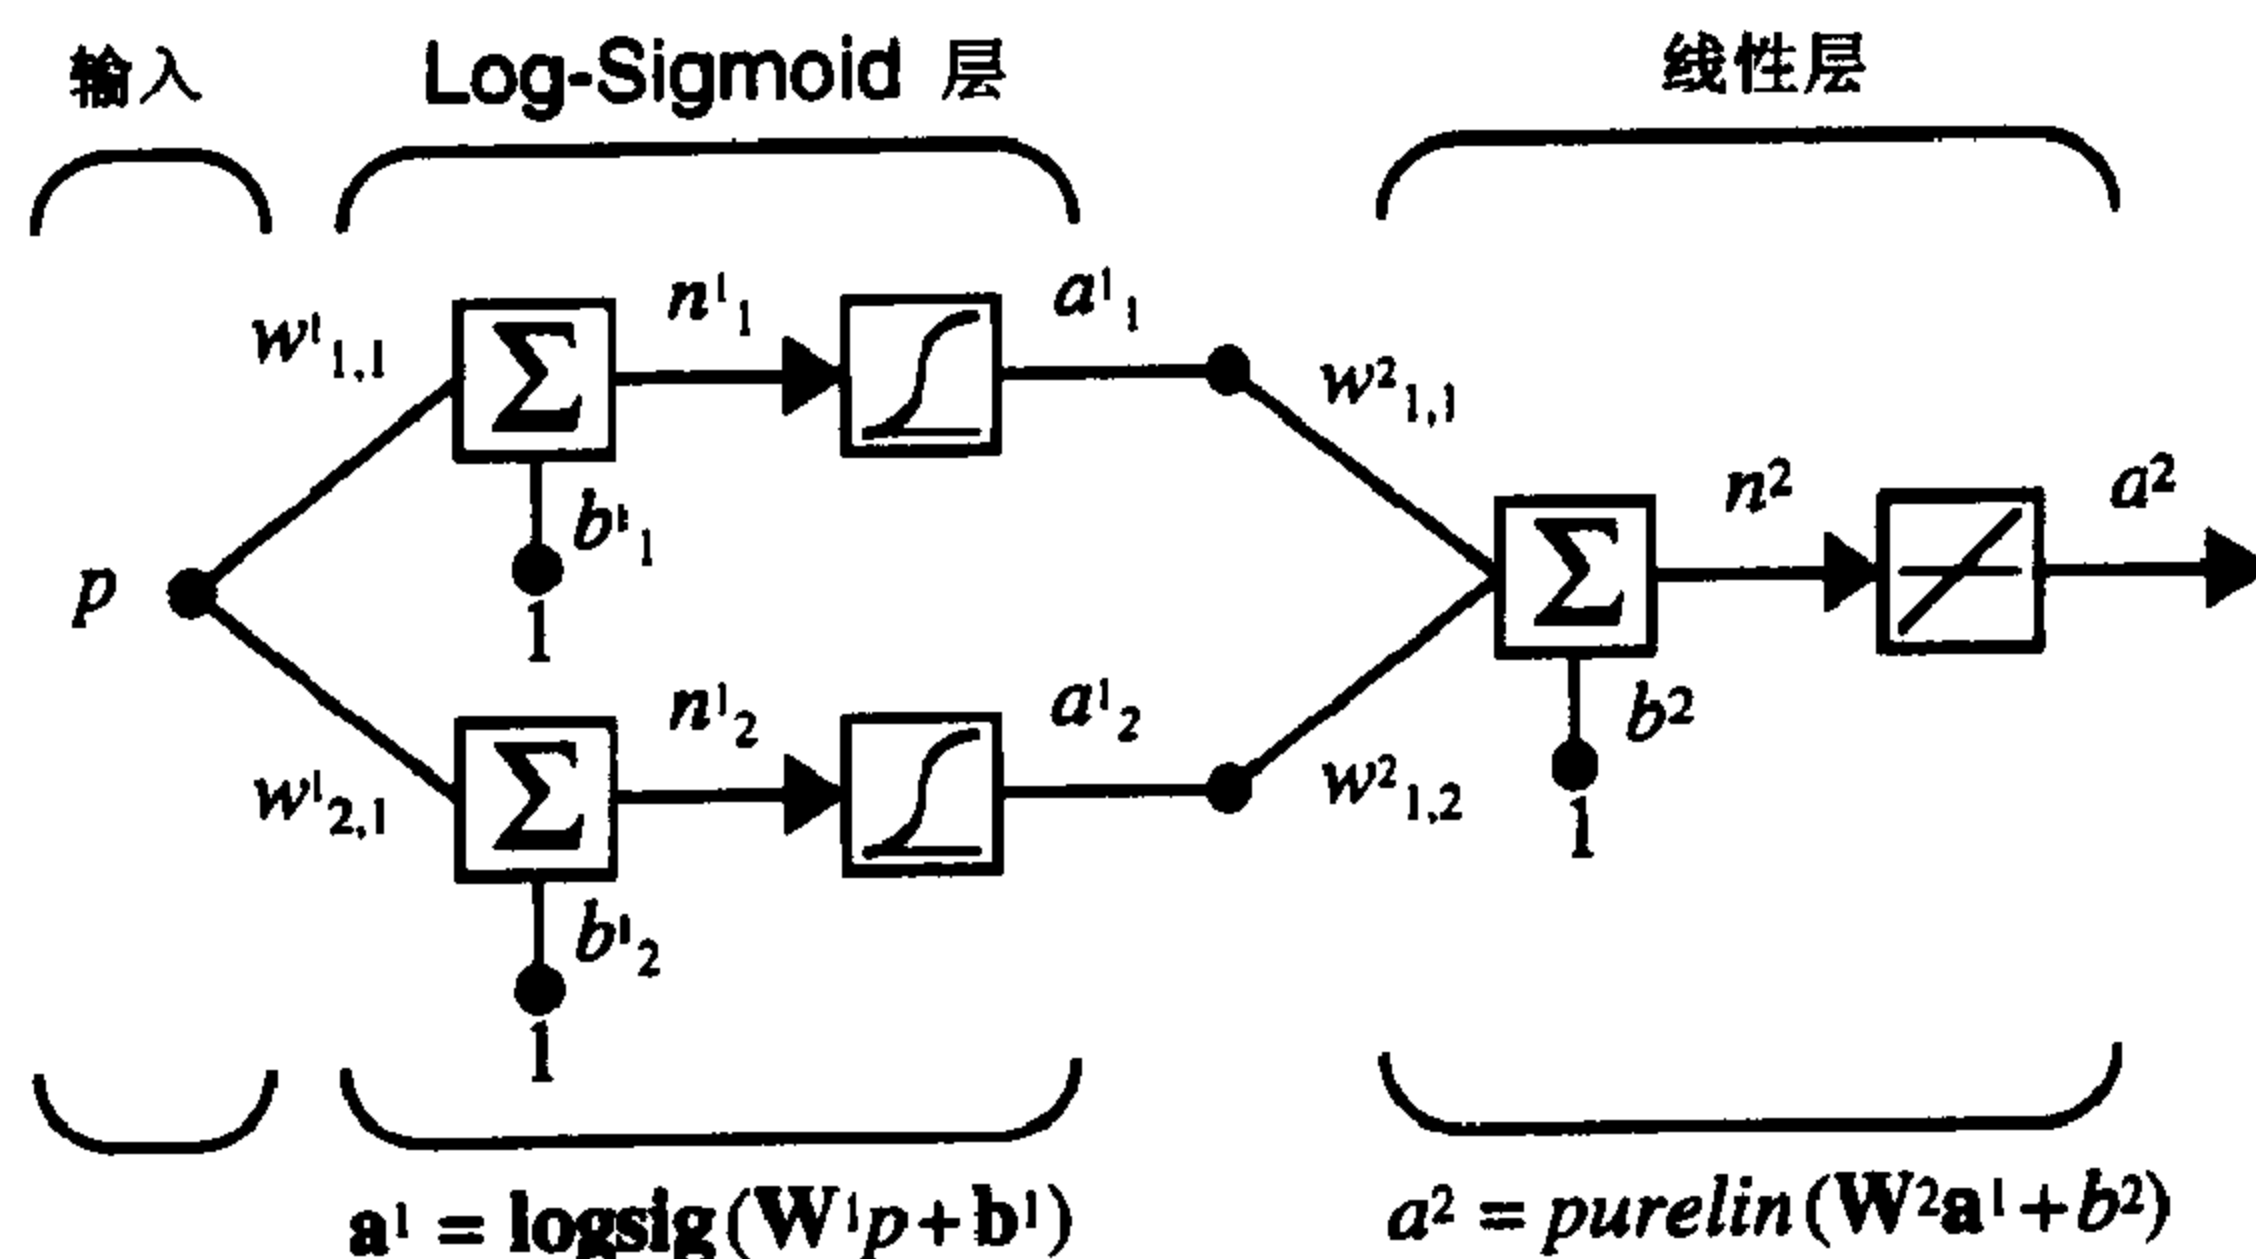 输入 Log-Sigmoid 层 线性层
w¹₁,₁ n¹₁ a¹₁ w²₁,₁
Σ
b¹₁
1
p
n² a²
Σ
b²
1
w¹₂,₁ n¹₂ a¹₂ w²₁,₂
Σ
b¹₂
1
a¹ = logsig(W¹p+b¹) a² = purelin(W²a¹+b²)